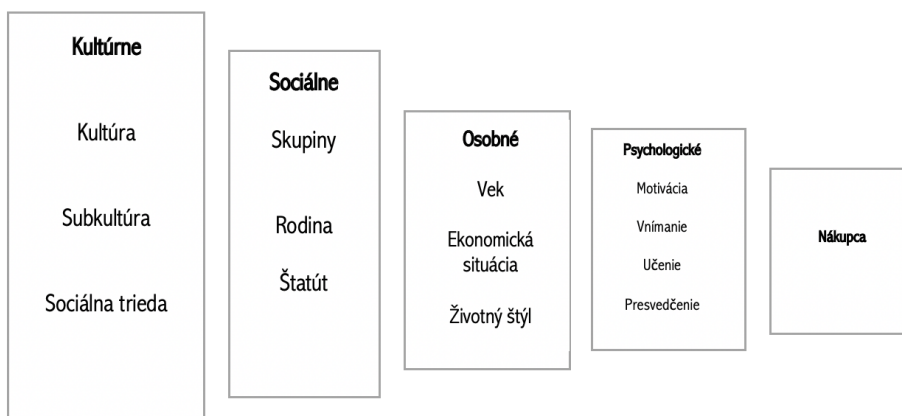 Kultúrne
Kultúra
Subkultúra
Sociálna trieda
Sociálne
Skupiny
Rodina
Štatút
Osobné
Vek
Ekonomická
situácia
Životný štýl
Psychologické
Motivácia
Vnímanie
Učenie
Presvedčenie
Nákupca